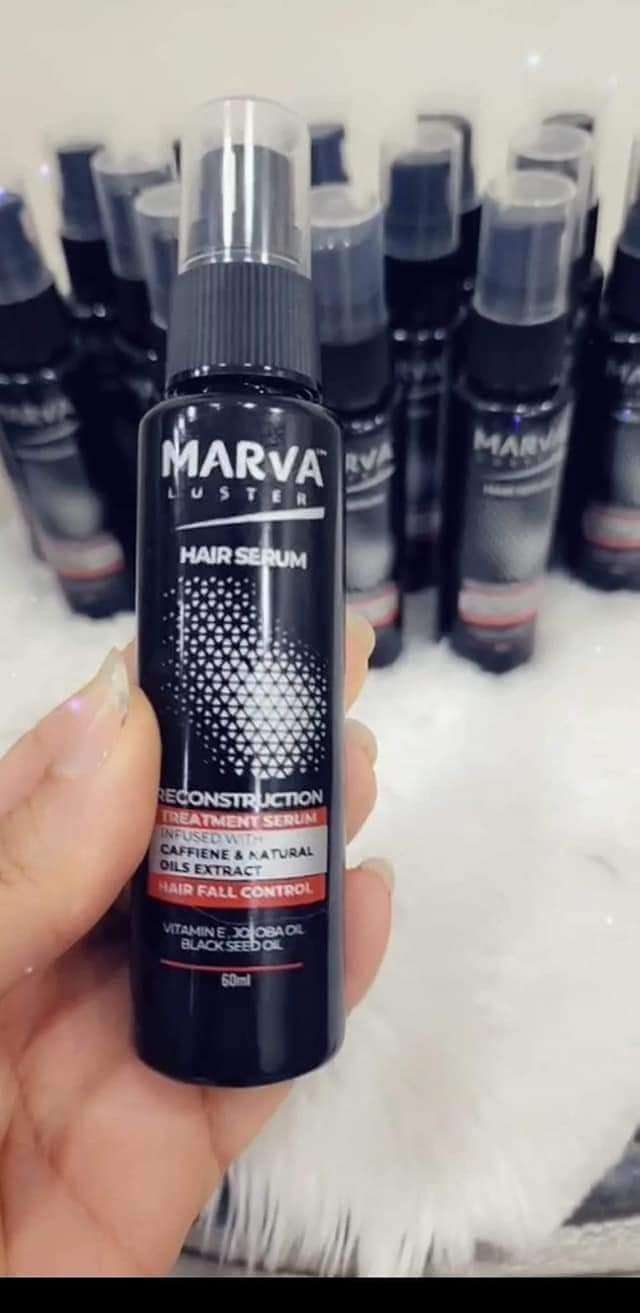 MARVA™
LUSTER
HAIR SERUM
RECONSTRUCTION
TREATMENT SERUM
INFUSED WITH
CAFFIENE & NATURAL
OILS EXTRACT
HAIR FALL CONTROL
VITAMIN E, JOJOBA OIL
BLACK SEED OIL
60ml
MARVA